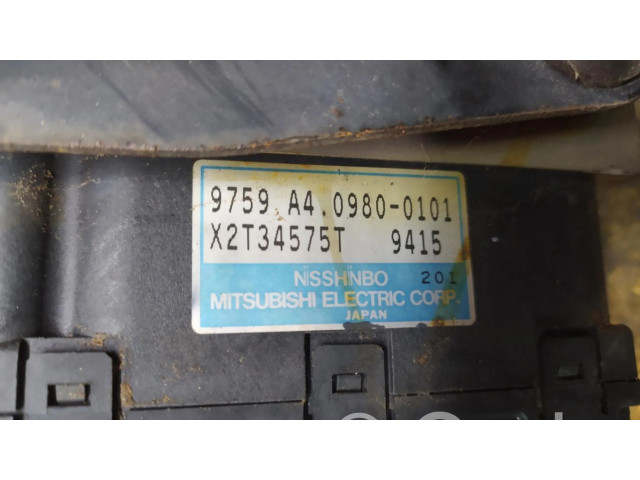 9759 A4.0980-0101
X2T34575T 9415
NISSHINBO 201
MITSUBISHI ELECTRIC CORP.
JAPAN